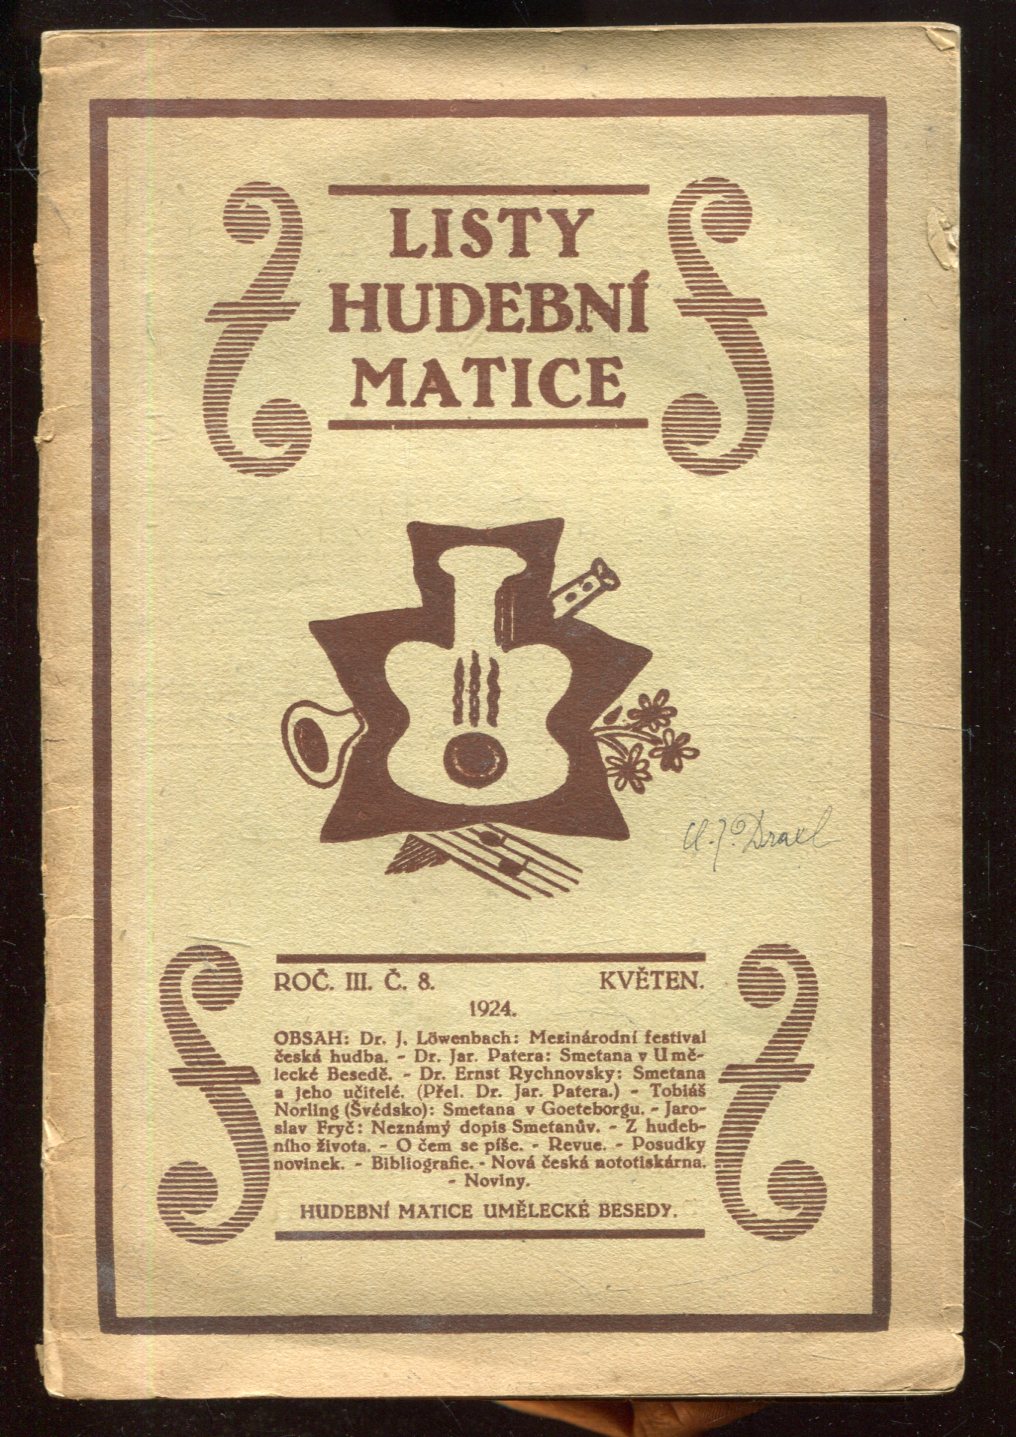 LISTY
HUDEBNÍ
MATICE
ROČ. III. Č. 8. KVĚTEN.
1924.
OBSAH: Dr. J. Löwenbach: Mezinárodní festival
česká hudba. - Dr. Jar. Patera: Smetana v Umě-
lecké Besedě. - Dr. Ernst Rychnovsky: Smetana
a jeho učitelé. (Přel. Dr. Jar. Patera.) - Tobiáš
Norling (Švédsko): Smetana v Goeteborgu. - Jaro-
slav Fryč: Neznámý dopis Smetanův. - Z hudeb-
ního života. - O čem se píše. - Revue. - Posudky
novinek. - Bibliografie. - Nová česká nototiskárna.
- Noviny.
HUDEBNÍ MATICE UMĚLECKÉ BESEDY.